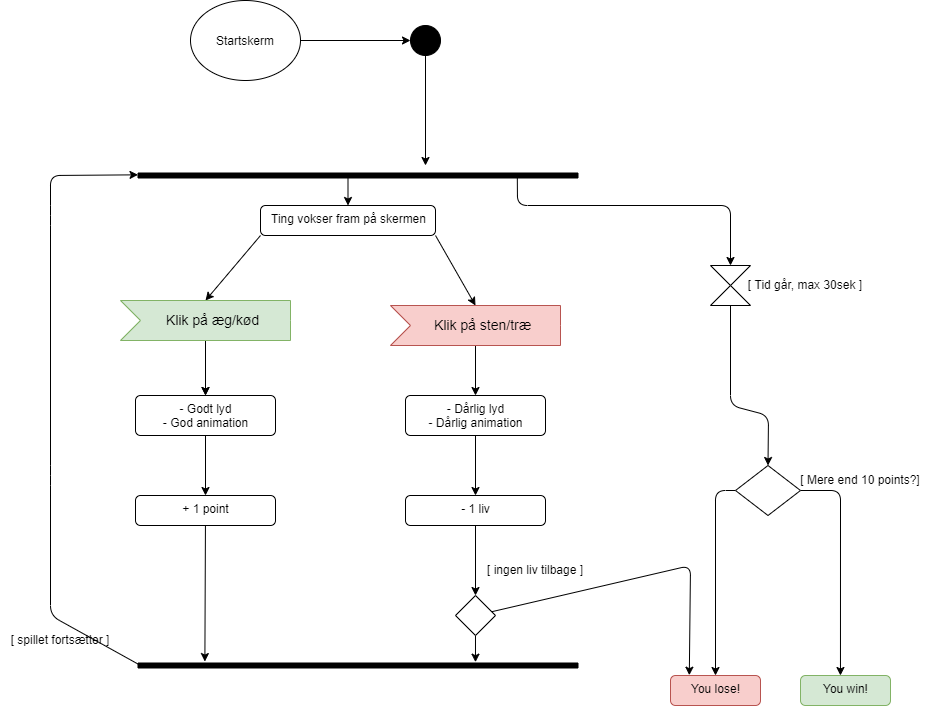 Startskerm
Ting vokser fram på skermen
[ Tid går, max 30sek ]
Klik på æg/kød
Klik på sten/træ
- Godt lyd
- God animation
- Dårlig lyd
- Dårlig animation
[ Mere end 10 points?]
+ 1 point
- 1 liv
[ ingen liv tilbage ]
[ spillet fortsætter ]
You lose!
You win!